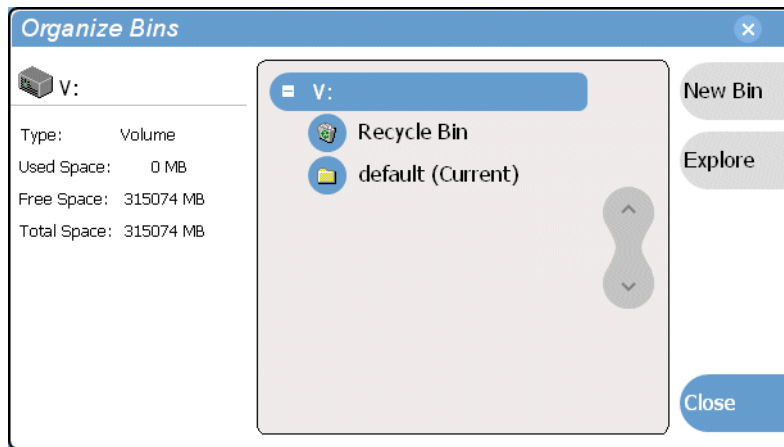 Organize Bins
V:
Type: Volume
Used Space: 0 MB
Free Space: 315074 MB
Total Space: 315074 MB
V:
Recycle Bin
default (Current)
New Bin
Explore
Close